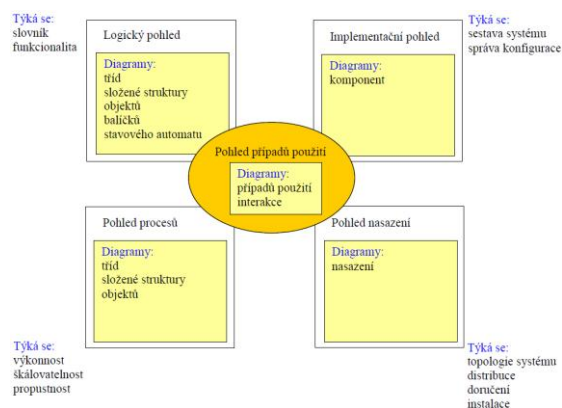 Týká se:
slovník
funkcionalita
Logický pohled
Diagramy:
tříd
složené struktury
objektů
balíčků
stavového automatu
Implementační pohled
Diagramy:
komponent
Týká se:
sestava systému
správa konfigurace
Pohled případů použití
Diagramy:
případů použití
interakce
Pohled procesů
Diagramy:
tříd
složené struktury
objektů
Týká se:
výkonnost
škálovatelnost
propustnost
Pohled nasazení
Diagramy:
nasazení
Týká se:
topologie systému
distribuce
doručení
instalace